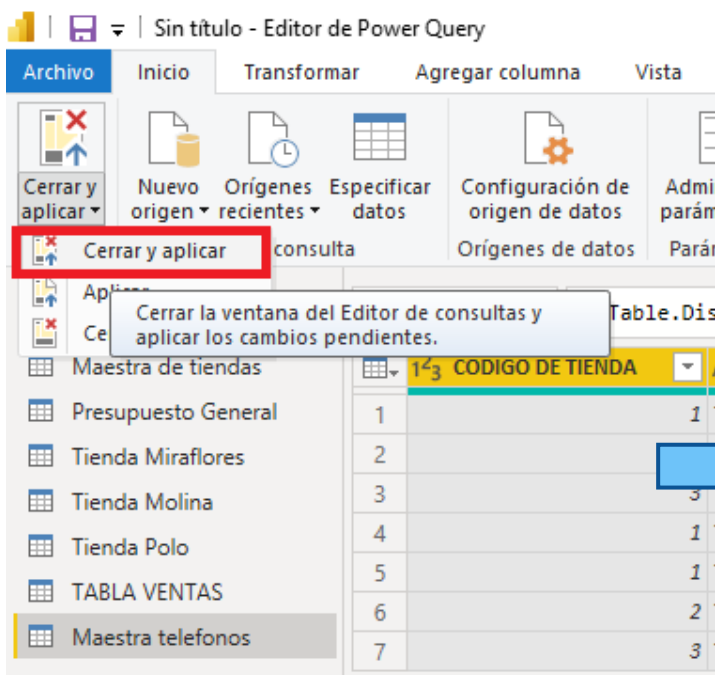 Sin título - Editor de Power Query
Archivo Inicio Transformar Agregar columna Vista
Cerrar y aplicar
Nuevo origen
Orígenes recientes
Especificar datos
Configuración de origen de datos
Orígenes de datos
consulta
Cerrar y aplicar
Cerrar la ventana del Editor de consultas y
aplicar los cambios pendientes.
Table.Dis
Maestra de tiendas
Presupuesto General
Tienda Miraflores
Tienda Molina
Tienda Polo
TABLA VENTAS
Maestra telefonos
123 CODIGO DE TIENDA
1 1
2
3 3
4 1
5 1
6 2
7 3